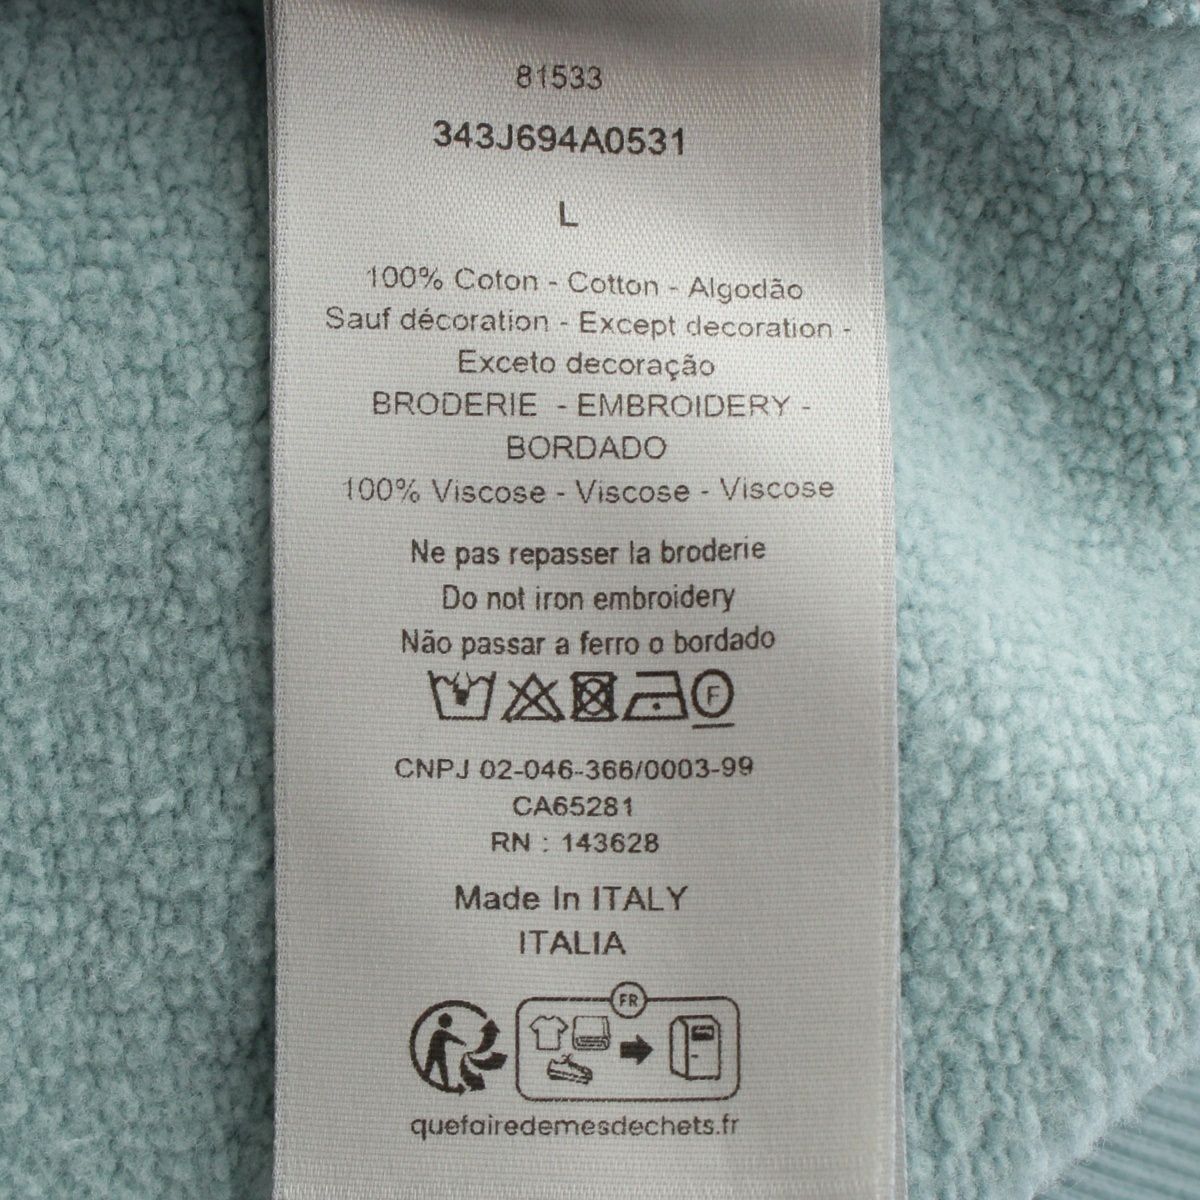 81533
343J694A0531
L
100% Coton - Cotton - Algodão
Sauf décoration - Except decoration -
Exceto decoração
BRODERIE - EMBROIDERY -
BORDADO
100% Viscose - Viscose - Viscose
Ne pas repasser la broderie
Do not iron embroidery
Não passar a ferro o bordado
F
CNPJ 02-046-366/0003-99
CA65281
RN : 143628
Made In ITALY
ITALIA
FR
quefairedemesdechets.fr